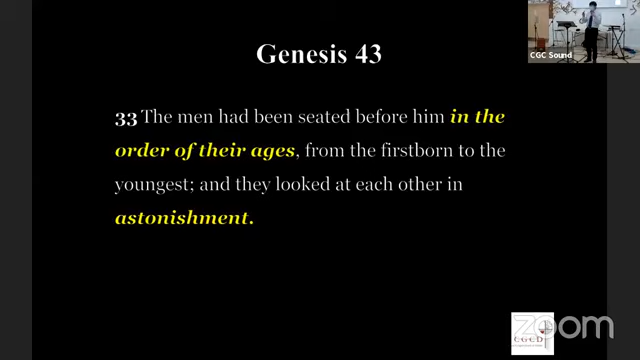 CGC Sound
Genesis 43
33 The men had been seated before him in the
order of their ages, from the firstborn to the
youngest; and they looked at each other in
astonishment.
zoom